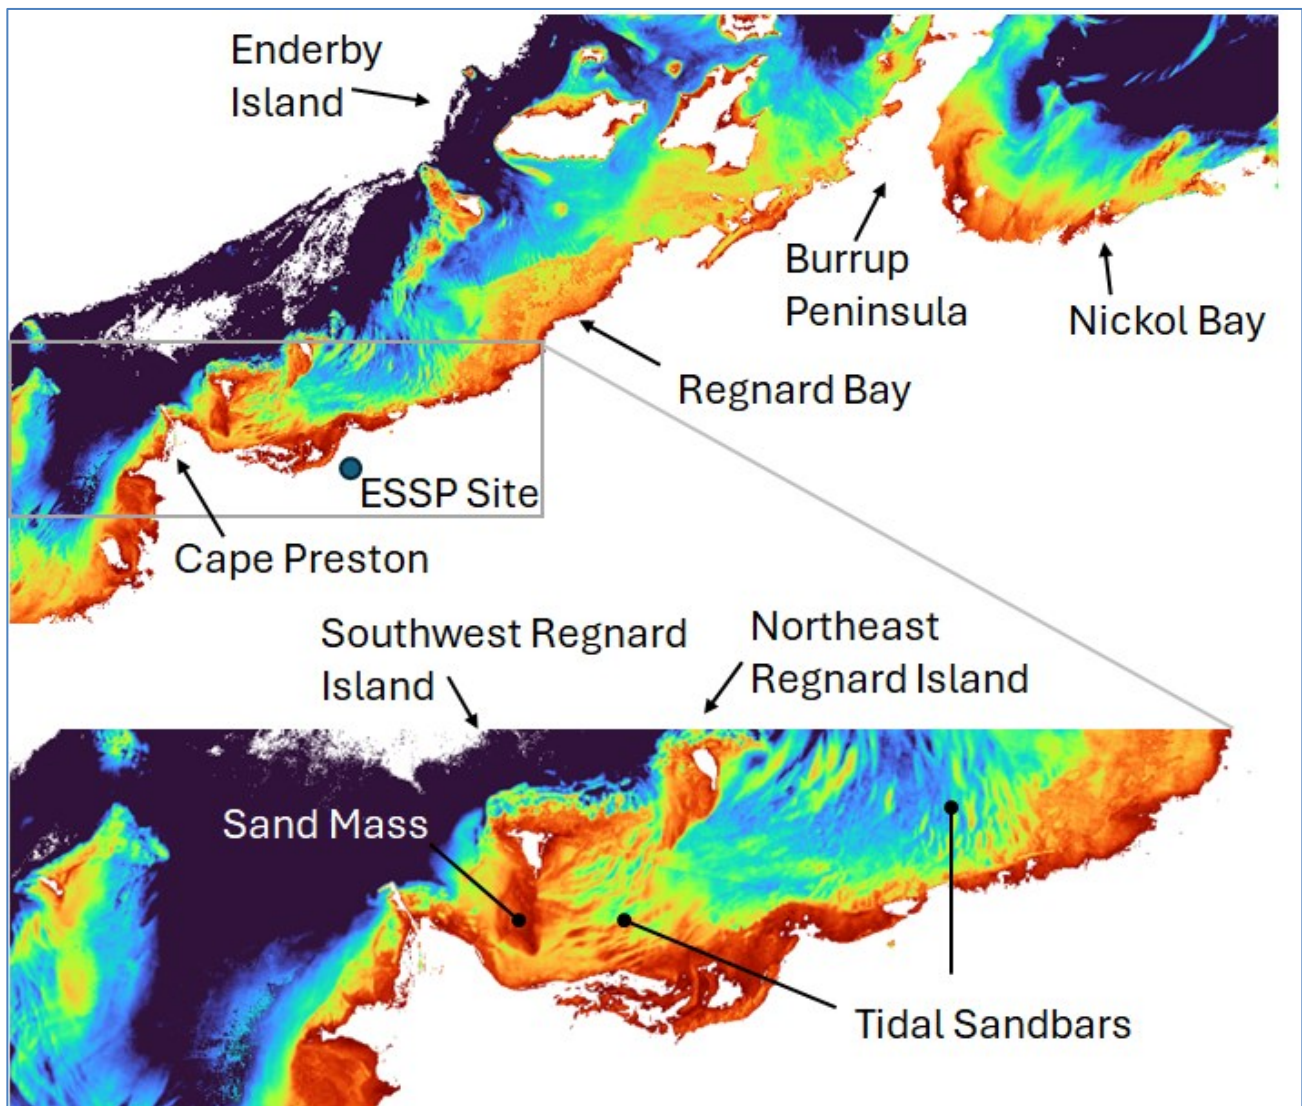 Enderby
Island
Burrup
Peninsula
Nickol Bay
Regnard Bay
ESSP Site
Cape Preston
Southwest Regnard
Island
Northeast
Regnard Island
Sand Mass
Tidal Sandbars